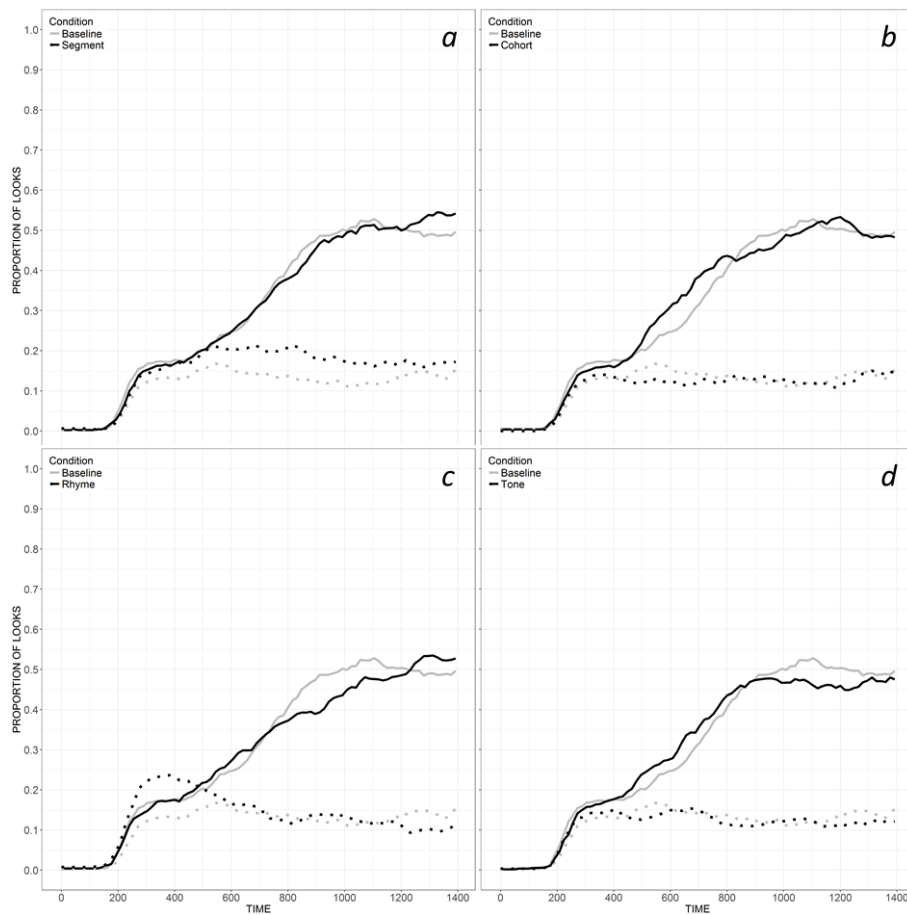 Condition
Baseline
Segment
a
1.0
0.9
0.8
0.7
0.6
0.5
0.4
0.3
0.2
0.1
0.0
PROPORTION OF LOOKS
Condition
Baseline
Cohort
b
Condition
Baseline
Rhyme
c
1.0
0.9
0.8
0.7
0.6
0.5
0.4
0.3
0.2
0.1
0.0
PROPORTION OF LOOKS
0 200 400 600 800 1000 1200 1400
TIME
Condition
Baseline
Tone
d
0 200 400 600 800 1000 1200 1400
TIME